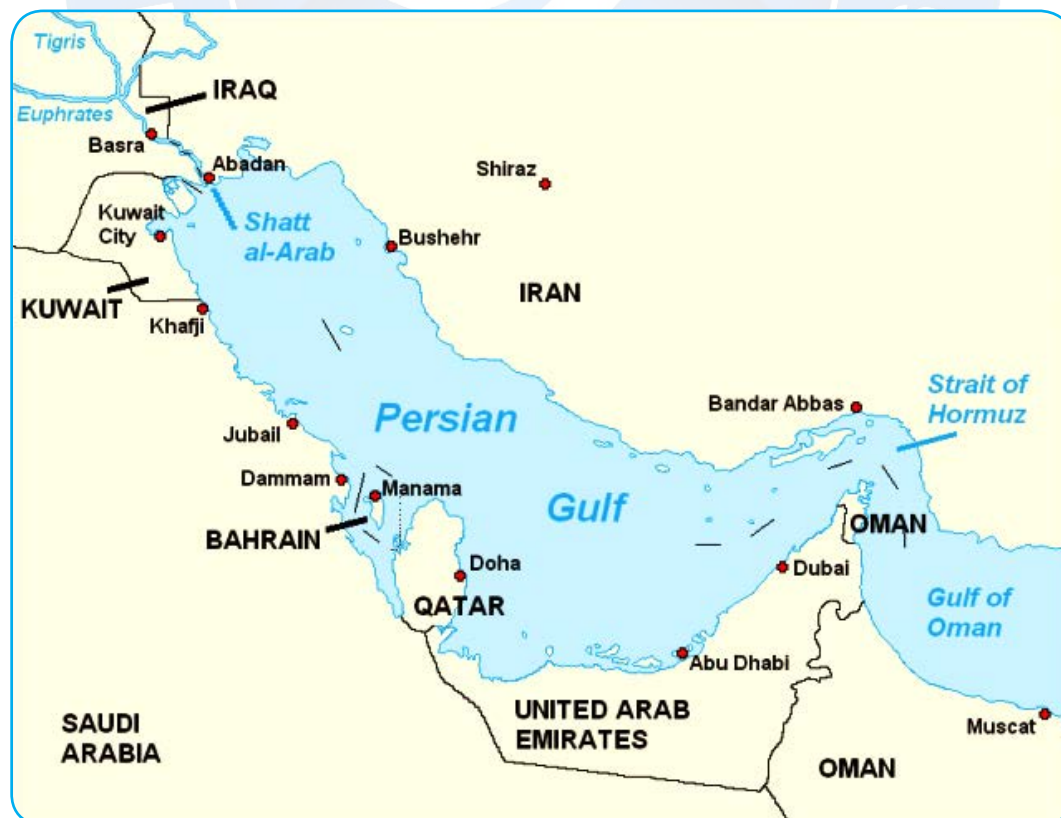 Tigris
IRAQ
Euphrates
Basra
Abadan
Shiraz
Kuwait
City
Shatt
al-Arab
Bushehr
IRAN
KUWAIT
Khafji
Strait of
Hormuz
Bandar Abbas
Persian
Jubail
Dammam
Manama
Gulf
OMAN
BAHRAIN
Doha
Dubai
QATAR
Gulf of
Oman
Abu Dhabi
UNITED ARAB
EMIRATES
SAUDI
ARABIA
Muscat
OMAN